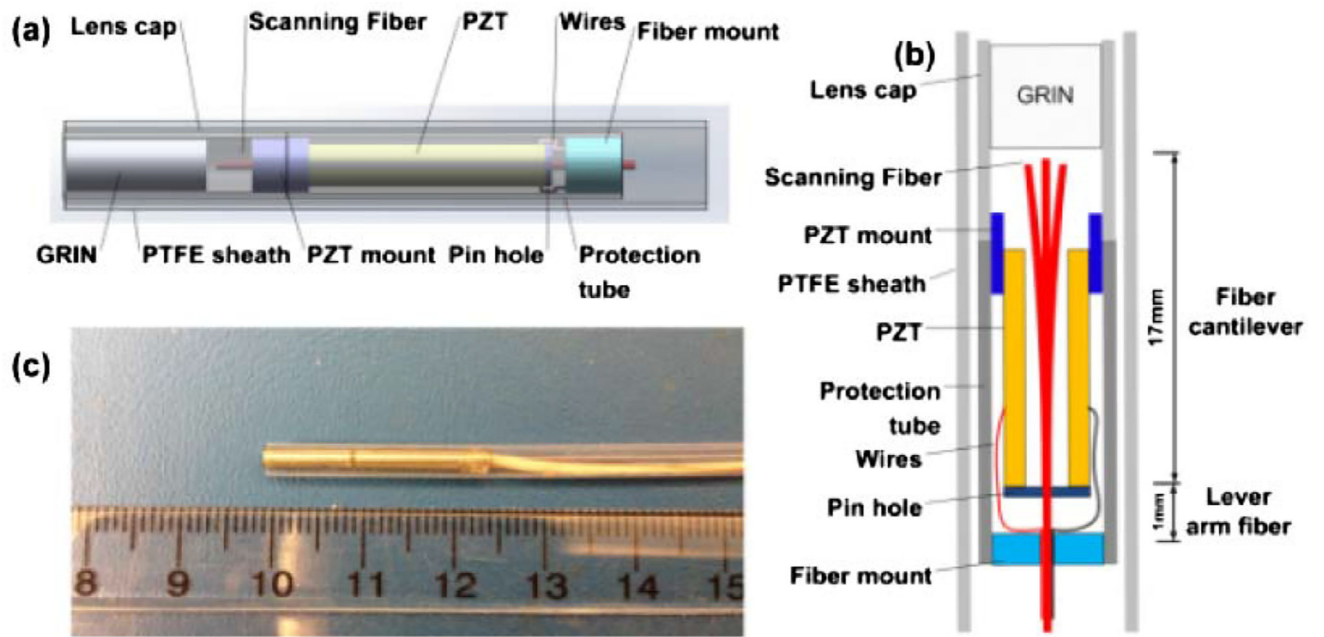 (a)
Lens cap
Scanning Fiber
PZT
Wires
Fiber mount
GRIN
PTFE sheath
PZT mount
Pin hole
Protection
tube
(b)
Lens cap
GRIN
Scanning Fiber
PZT mount
PTFE sheath
PZT
Protection
tube
Wires
Pin hole
Fiber mount
17mm
Fiber
cantilever
1mm
Lever
arm fiber
(c)
8 9 10 11 12 13 14 15